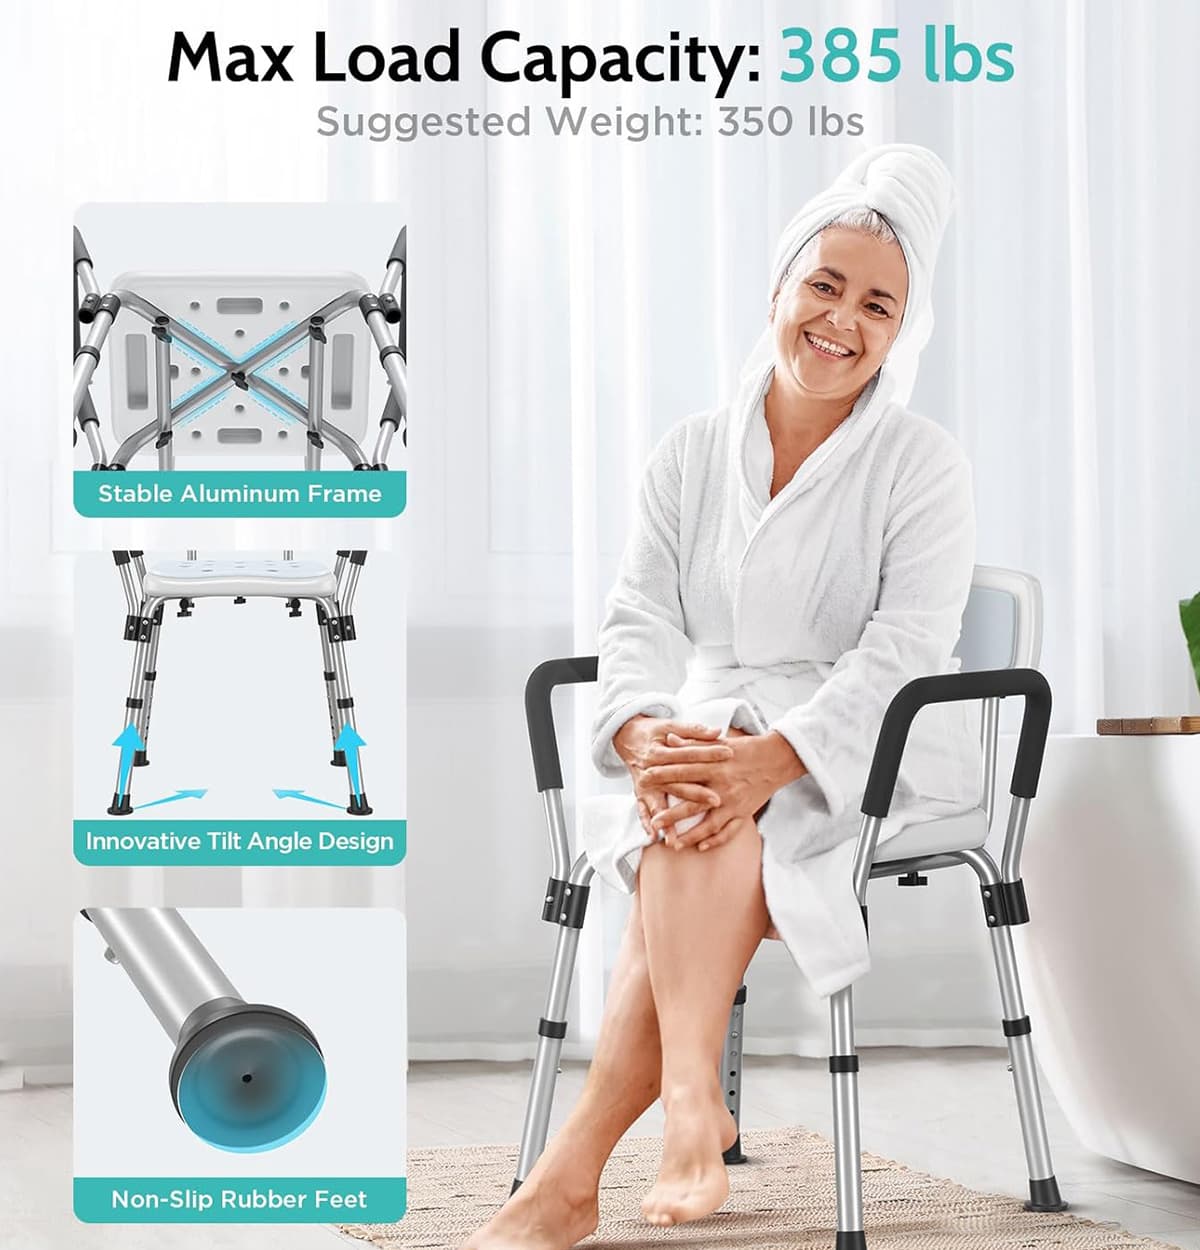 Max Load Capacity: 385 lbs
Suggested Weight: 350 lbs
Stable Aluminum Frame
Innovative Tilt Angle Design
Non-Slip Rubber Feet